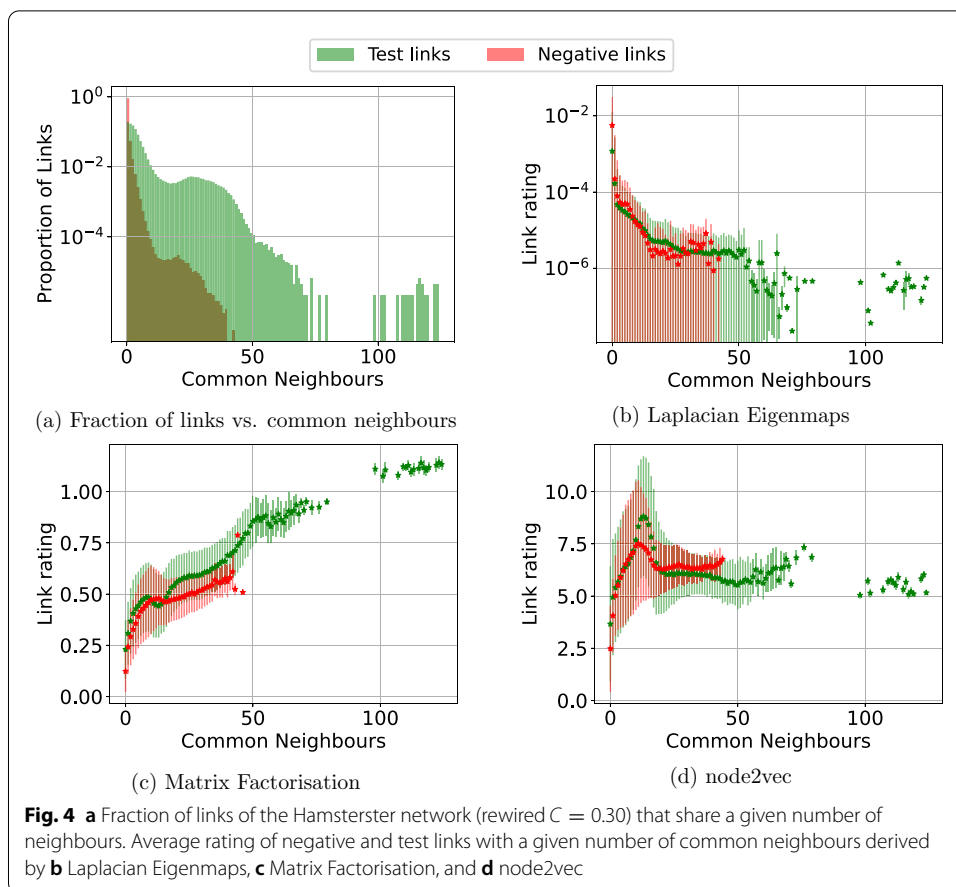 Test links Negative links
10^0
10^-2
10^-4
Proportion of Links
0 50 100
Common Neighbours
(a) Fraction of links vs. common neighbours
10^-2
10^-4
10^-6
Link rating
0 50 100
Common Neighbours
(b) Laplacian Eigenmaps
1.00
0.75
0.50
0.25
0.00
Link rating
0 50 100
Common Neighbours
(c) Matrix Factorisation
10.0
7.5
5.0
2.5
0.0
Link rating
0 50 100
Common Neighbours
(d) node2vec
Fig. 4 a Fraction of links of the Hamsterster network (rewired C = 0.30) that share a given number of
neighbours. Average rating of negative and test links with a given number of common neighbours derived
by b Laplacian Eigenmaps, c Matrix Factorisation, and d node2vec